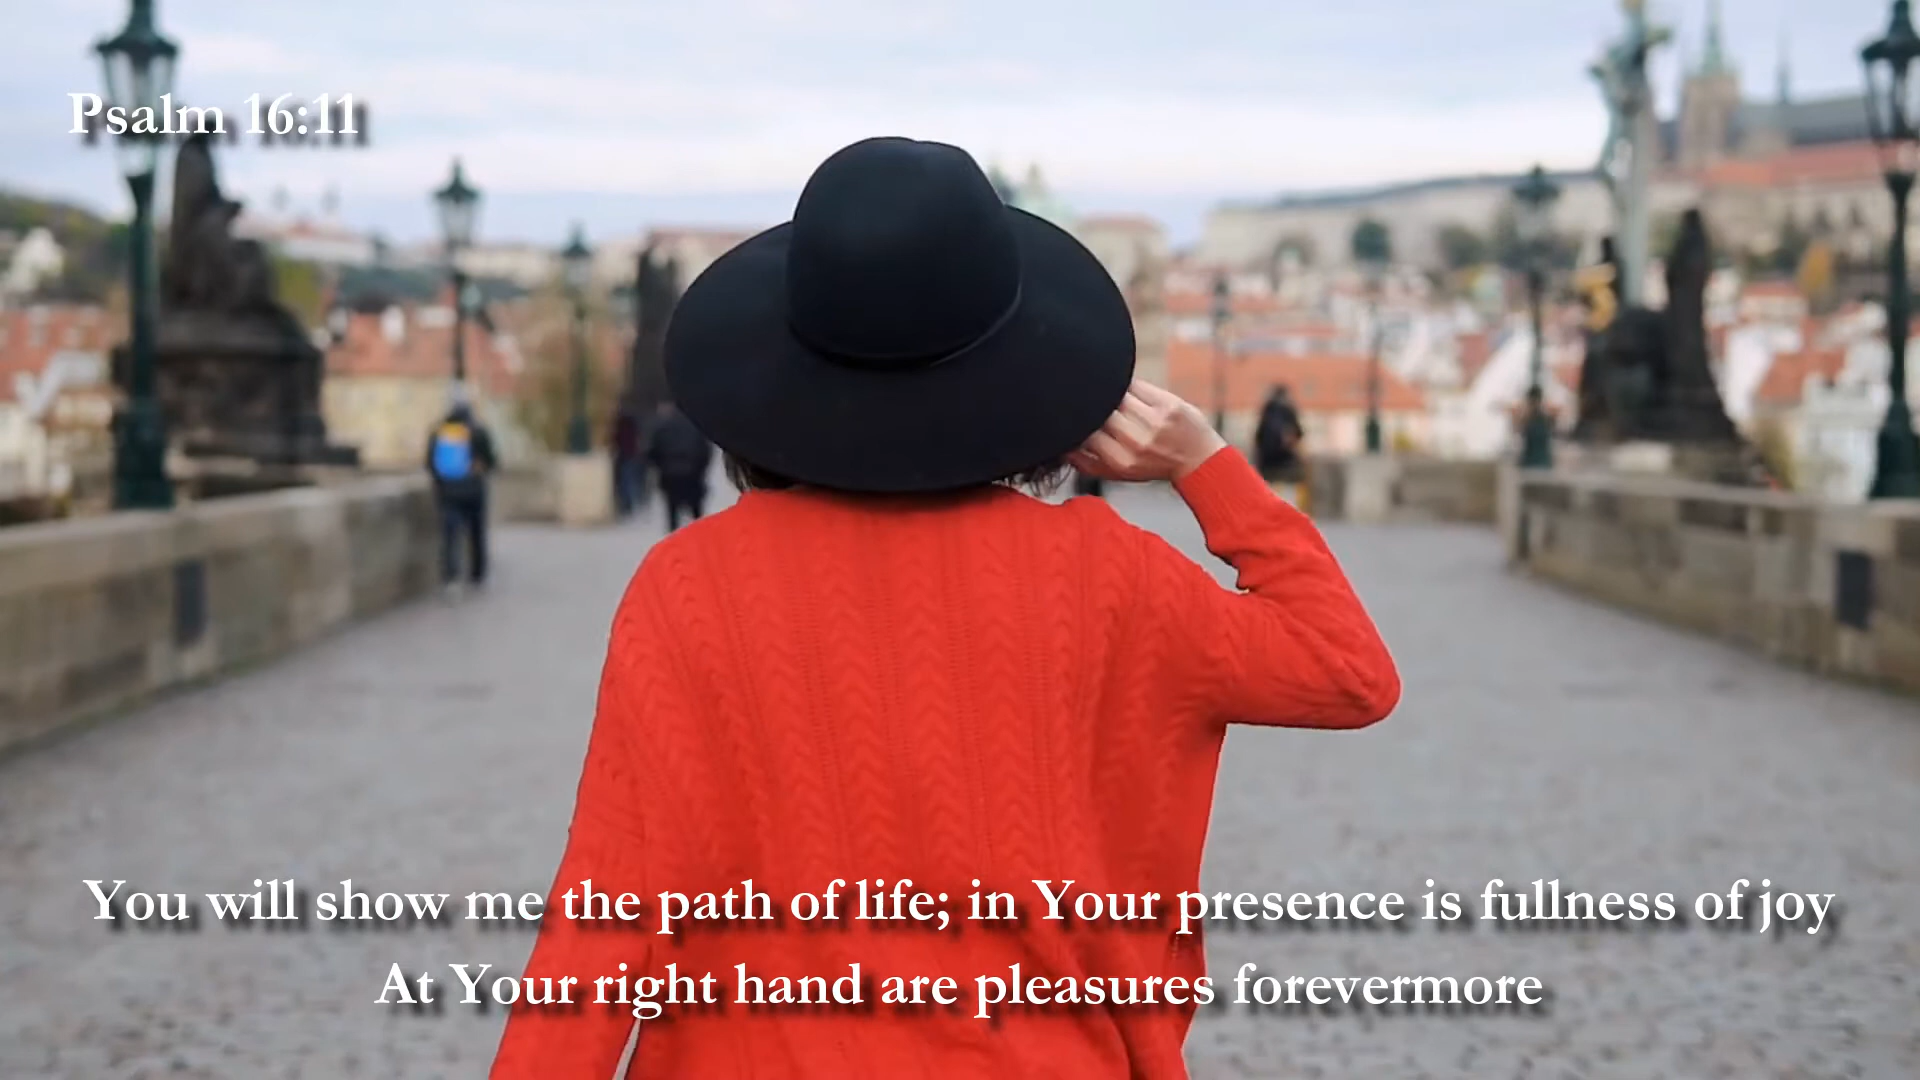 Psalm 16:11
You will show me the path of life; in Your presence is fullness of joy
At Your right hand are pleasures forevermore